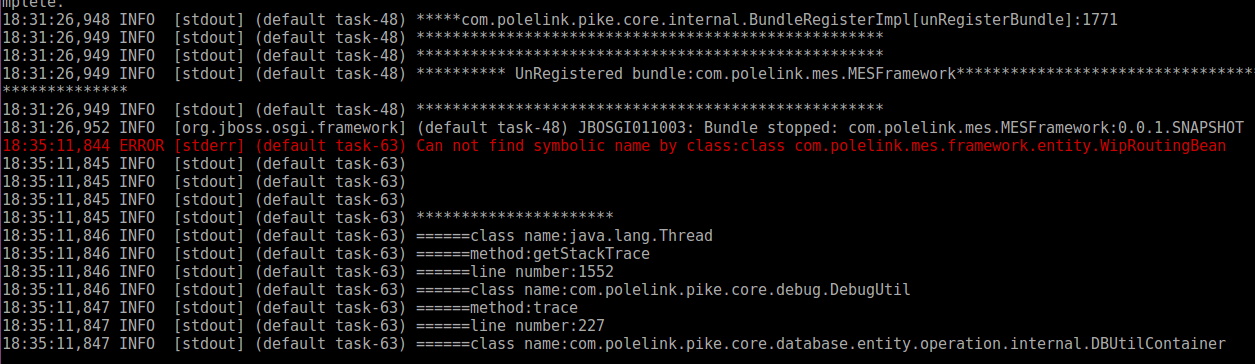 mplete.
18:31:26,948 INFO  [stdout] (default task-48) *****com.polelink.pike.core.internal.BundleRegisterImpl[unRegisterBundle]:1771
18:31:26,949 INFO  [stdout] (default task-48) ****************************************************
18:31:26,949 INFO  [stdout] (default task-48) ****************************************************
18:31:26,949 INFO  [stdout] (default task-48) ********** UnRegistered bundle:com.polelink.mes.MESFramework*********************************
**************
18:31:26,949 INFO  [stdout] (default task-48) ****************************************************
18:31:26,952 INFO  [org.jboss.osgi.framework] (default task-48) JBOSGI011003: Bundle stopped: com.polelink.mes.MESFramework:0.0.1.SNAPSHOT
18:35:11,844 ERROR [stderr] (default task-63) Can not find symbolic name by class:class com.polelink.mes.framework.entity.WipRoutingBean
18:35:11,845 INFO  [stdout] (default task-63)
18:35:11,845 INFO  [stdout] (default task-63)
18:35:11,845 INFO  [stdout] (default task-63)
18:35:11,845 INFO  [stdout] (default task-63) **********************
18:35:11,846 INFO  [stdout] (default task-63) ======class name:java.lang.Thread
18:35:11,846 INFO  [stdout] (default task-63) ======method:getStackTrace
18:35:11,846 INFO  [stdout] (default task-63) ======line number:1552
18:35:11,846 INFO  [stdout] (default task-63) ======class name:com.polelink.pike.core.debug.DebugUtil
18:35:11,847 INFO  [stdout] (default task-63) ======method:trace
18:35:11,847 INFO  [stdout] (default task-63) ======line number:227
18:35:11,847 INFO  [stdout] (default task-63) ======class name:com.polelink.pike.core.database.entity.operation.internal.DBUtilContainer